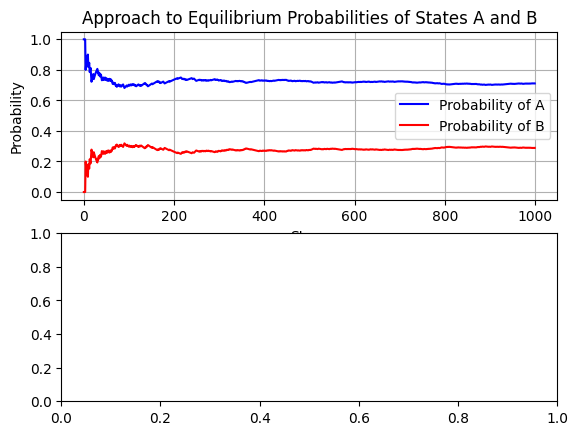 Approach to Equilibrium Probabilities of States A and B
1.0
0.8
0.6
0.4
0.2
0.0
Probability
Probability of A
Probability of B
0 200 400 600 800 1000
1.0
0.8
0.6
0.4
0.2
0.0
0.0 0.2 0.4 0.6 0.8 1.0